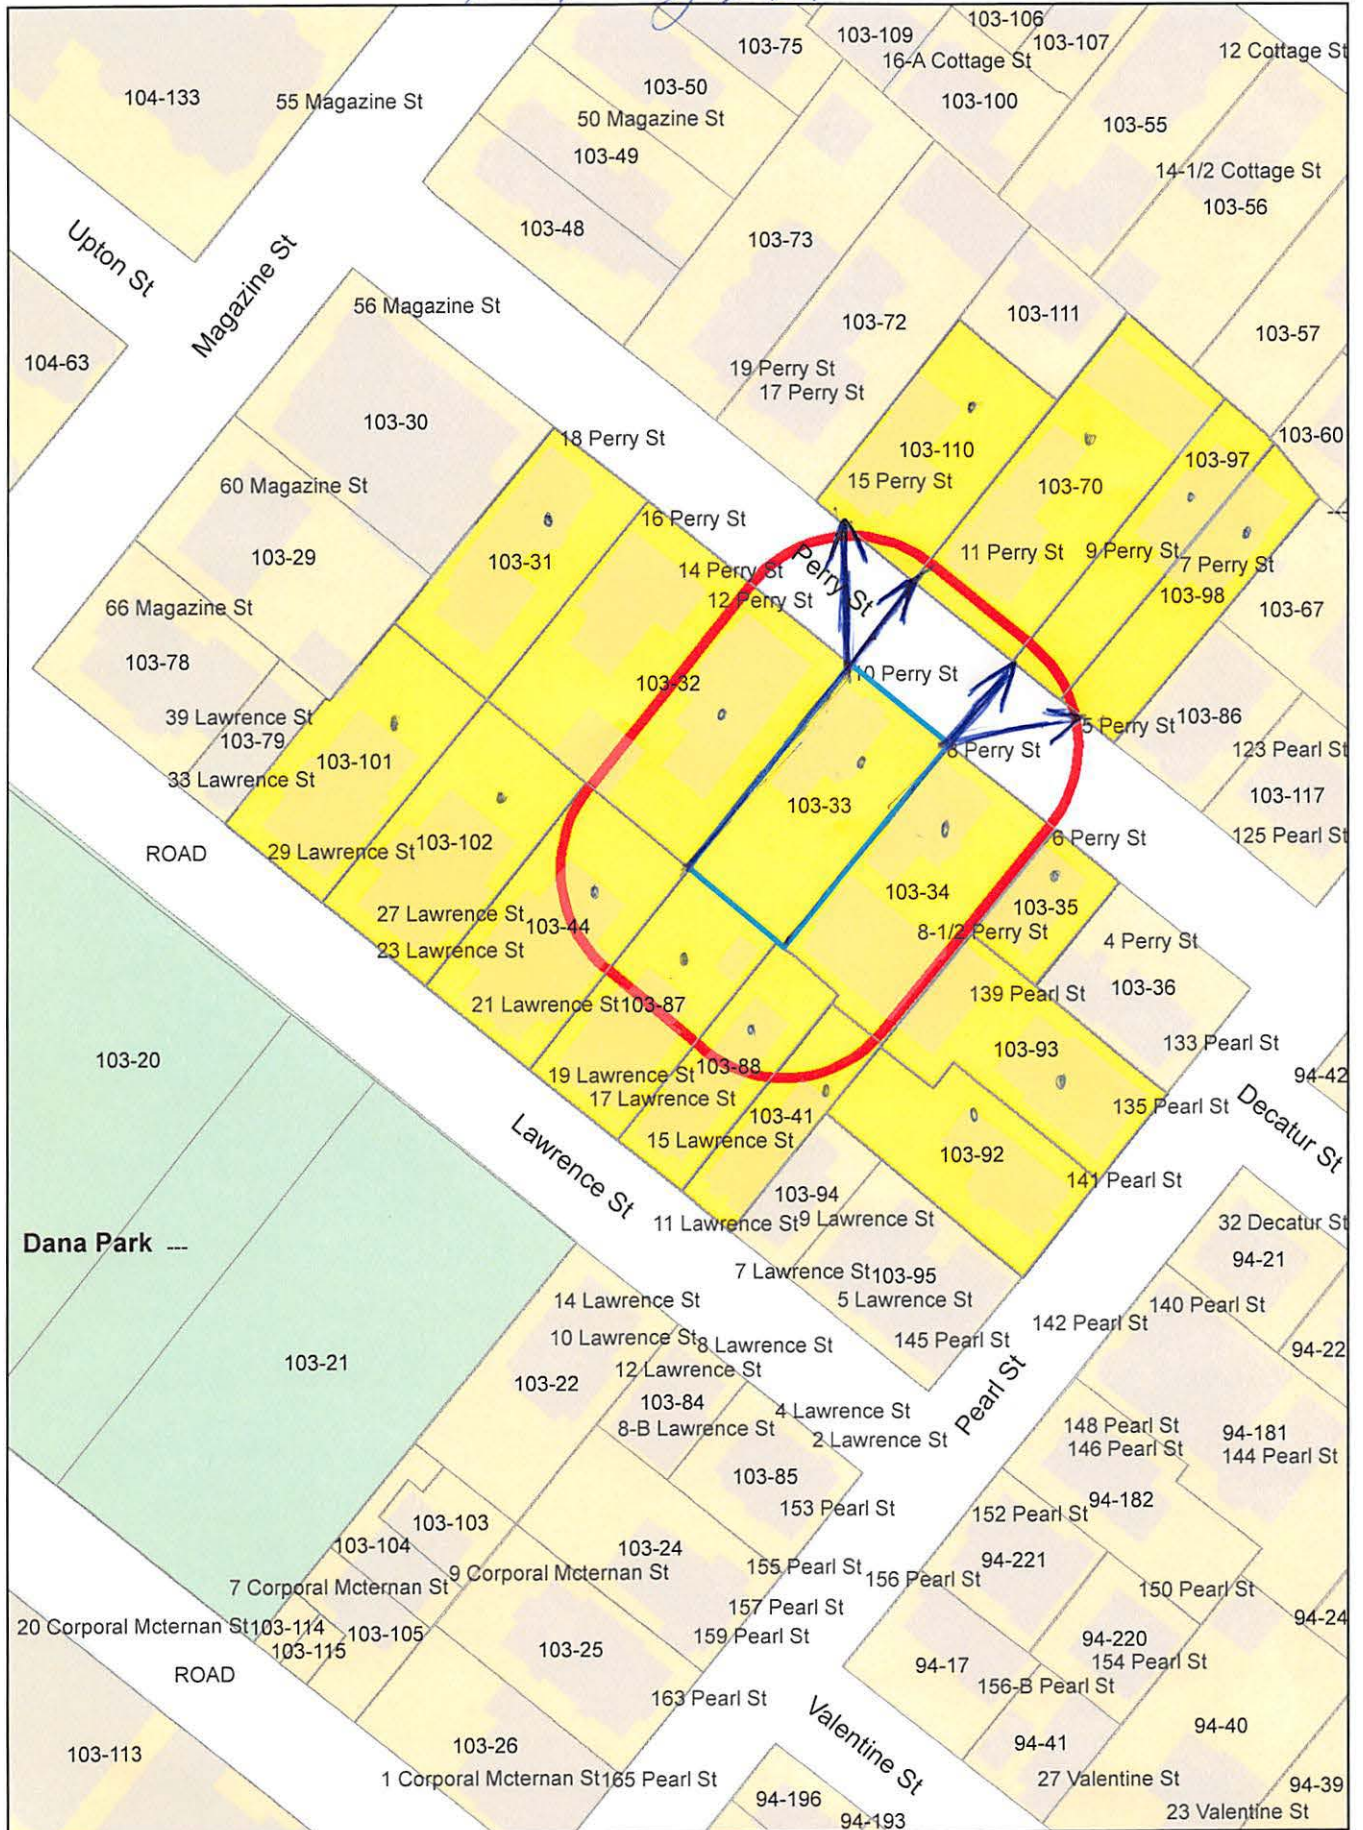 103-106
103-75
103-109
103-107
12 Cottage St
16-A Cottage St
103-50
104-133
55 Magazine St
103-100
50 Magazine St
103-55
103-49
14-1/2 Cottage St
103-56
103-48
Upton St
103-73
Magazine St
56 Magazine St
103-111
103-72
103-57
104-63
19 Perry St
17 Perry St
103-30
18 Perry St
103-60
103-110
103-97
15 Perry St
60 Magazine St
103-70
16 Perry St
---
103-29
103-31
Perry St
11 Perry St
9 Perry St
7 Perry St
14 Perry St
12 Perry St
103-98
66 Magazine St
103-67
103-78
10 Perry St
103-32
39 Lawrence St
103-79
5 Perry St
103-86
8 Perry St
123 Pearl St
103-101
33 Lawrence St
103-33
103-117
125 Pearl St
6 Perry St
103-102
ROAD
29 Lawrence St
103-34
103-35
27 Lawrence St
103-44
8-1/2 Perry St
4 Perry St
23 Lawrence St
103-36
139 Pearl St
21 Lawrence St
103-87
133 Pearl St
103-93
103-20
103-88
19 Lawrence St
94-42
17 Lawrence St
135 Pearl St
103-41
Decatur St
15 Lawrence St
103-92
Lawrence St
141 Pearl St
103-94
11 Lawrence St
9 Lawrence St
32 Decatur St
Dana Park ---
94-21
7 Lawrence St
103-95
5 Lawrence St
14 Lawrence St
140 Pearl St
142 Pearl St
10 Lawrence St
8 Lawrence St
145 Pearl St
94-22
103-21
12 Lawrence St
103-22
Pearl St
103-84
4 Lawrence St
8-B Lawrence St
148 Pearl St
2 Lawrence St
146 Pearl St
94-181
144 Pearl St
103-85
153 Pearl St
94-182
152 Pearl St
103-103
103-104
103-24
94-221
155 Pearl St
9 Corporal Mcternan St
156 Pearl St
7 Corporal Mcternan St
150 Pearl St
157 Pearl St
94-24
20 Corporal Mcternan St
103-114
103-105
159 Pearl St
94-220
103-115
103-25
154 Pearl St
94-17
ROAD
156-B Pearl St
163 Pearl St
Valentine St
94-40
103-26
94-41
103-113
1 Corporal Mcternan St
165 Pearl St
27 Valentine St
94-39
94-196
23 Valentine St
94-193